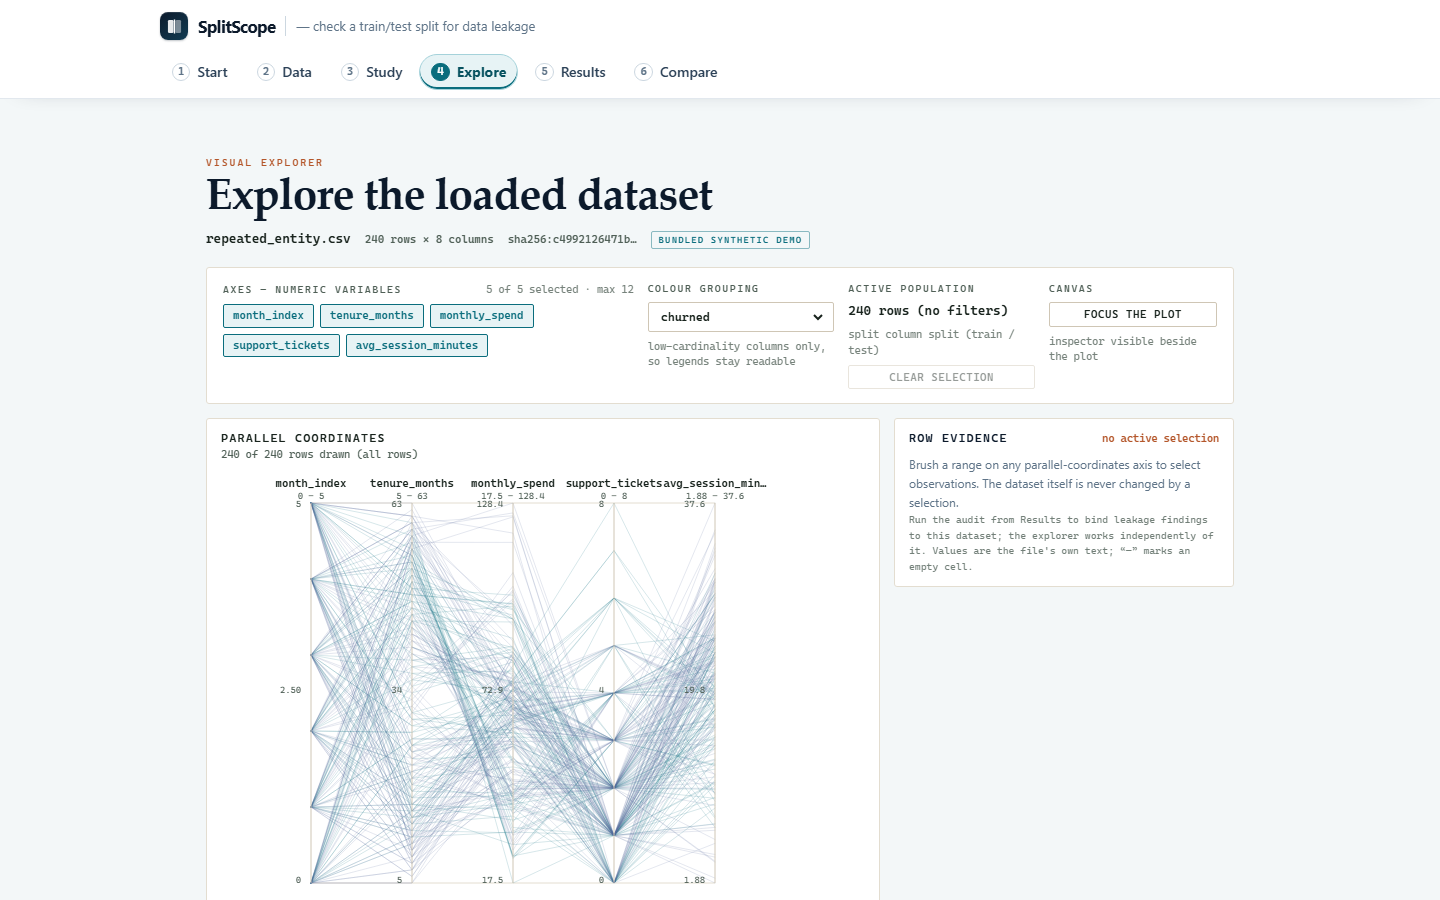 SplitScope — check a train/test split for data leakage
1 Start 2 Data 3 Study 4 Explore 5 Results 6 Compare
VISUAL EXPLORER
Explore the loaded dataset
repeated_entity.csv 240 rows × 8 columns sha256:c4992126471b… BUNDLED SYNTHETIC DEMO
AXES — NUMERIC VARIABLES 5 of 5 selected · max 12
month_index tenure_months monthly_spend
support_tickets avg_session_minutes
COLOUR GROUPING
churned
low-cardinality columns only,
so legends stay readable
ACTIVE POPULATION
240 rows (no filters)
split column split (train /
test)
CLEAR SELECTION
CANVAS
FOCUS THE PLOT
inspector visible beside
the plot
PARALLEL COORDINATES
240 of 240 rows drawn (all rows)
month_index tenure_months monthly_spend support_tickets avg_session_min…
0 – 5 5 – 63 17.5 – 128.4 0 – 8 1.88 – 37.6
5 63 128.4 8 37.6
2.50 34 72.9 4 19.8
0 5 17.5 0 1.88
ROW EVIDENCE no active selection
Brush a range on any parallel-coordinates axis to select
observations. The dataset itself is never changed by a
selection.
Run the audit from Results to bind leakage findings
to this dataset; the explorer works independently of
it. Values are the file's own text; “—” marks an
empty cell.